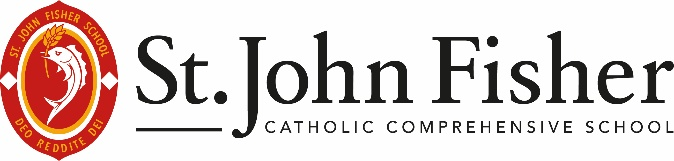 ST. JOHN FISHER SCHOOL
DEO REDDITE DEI
St. John Fisher
CATHOLIC COMPREHENSIVE SCHOOL